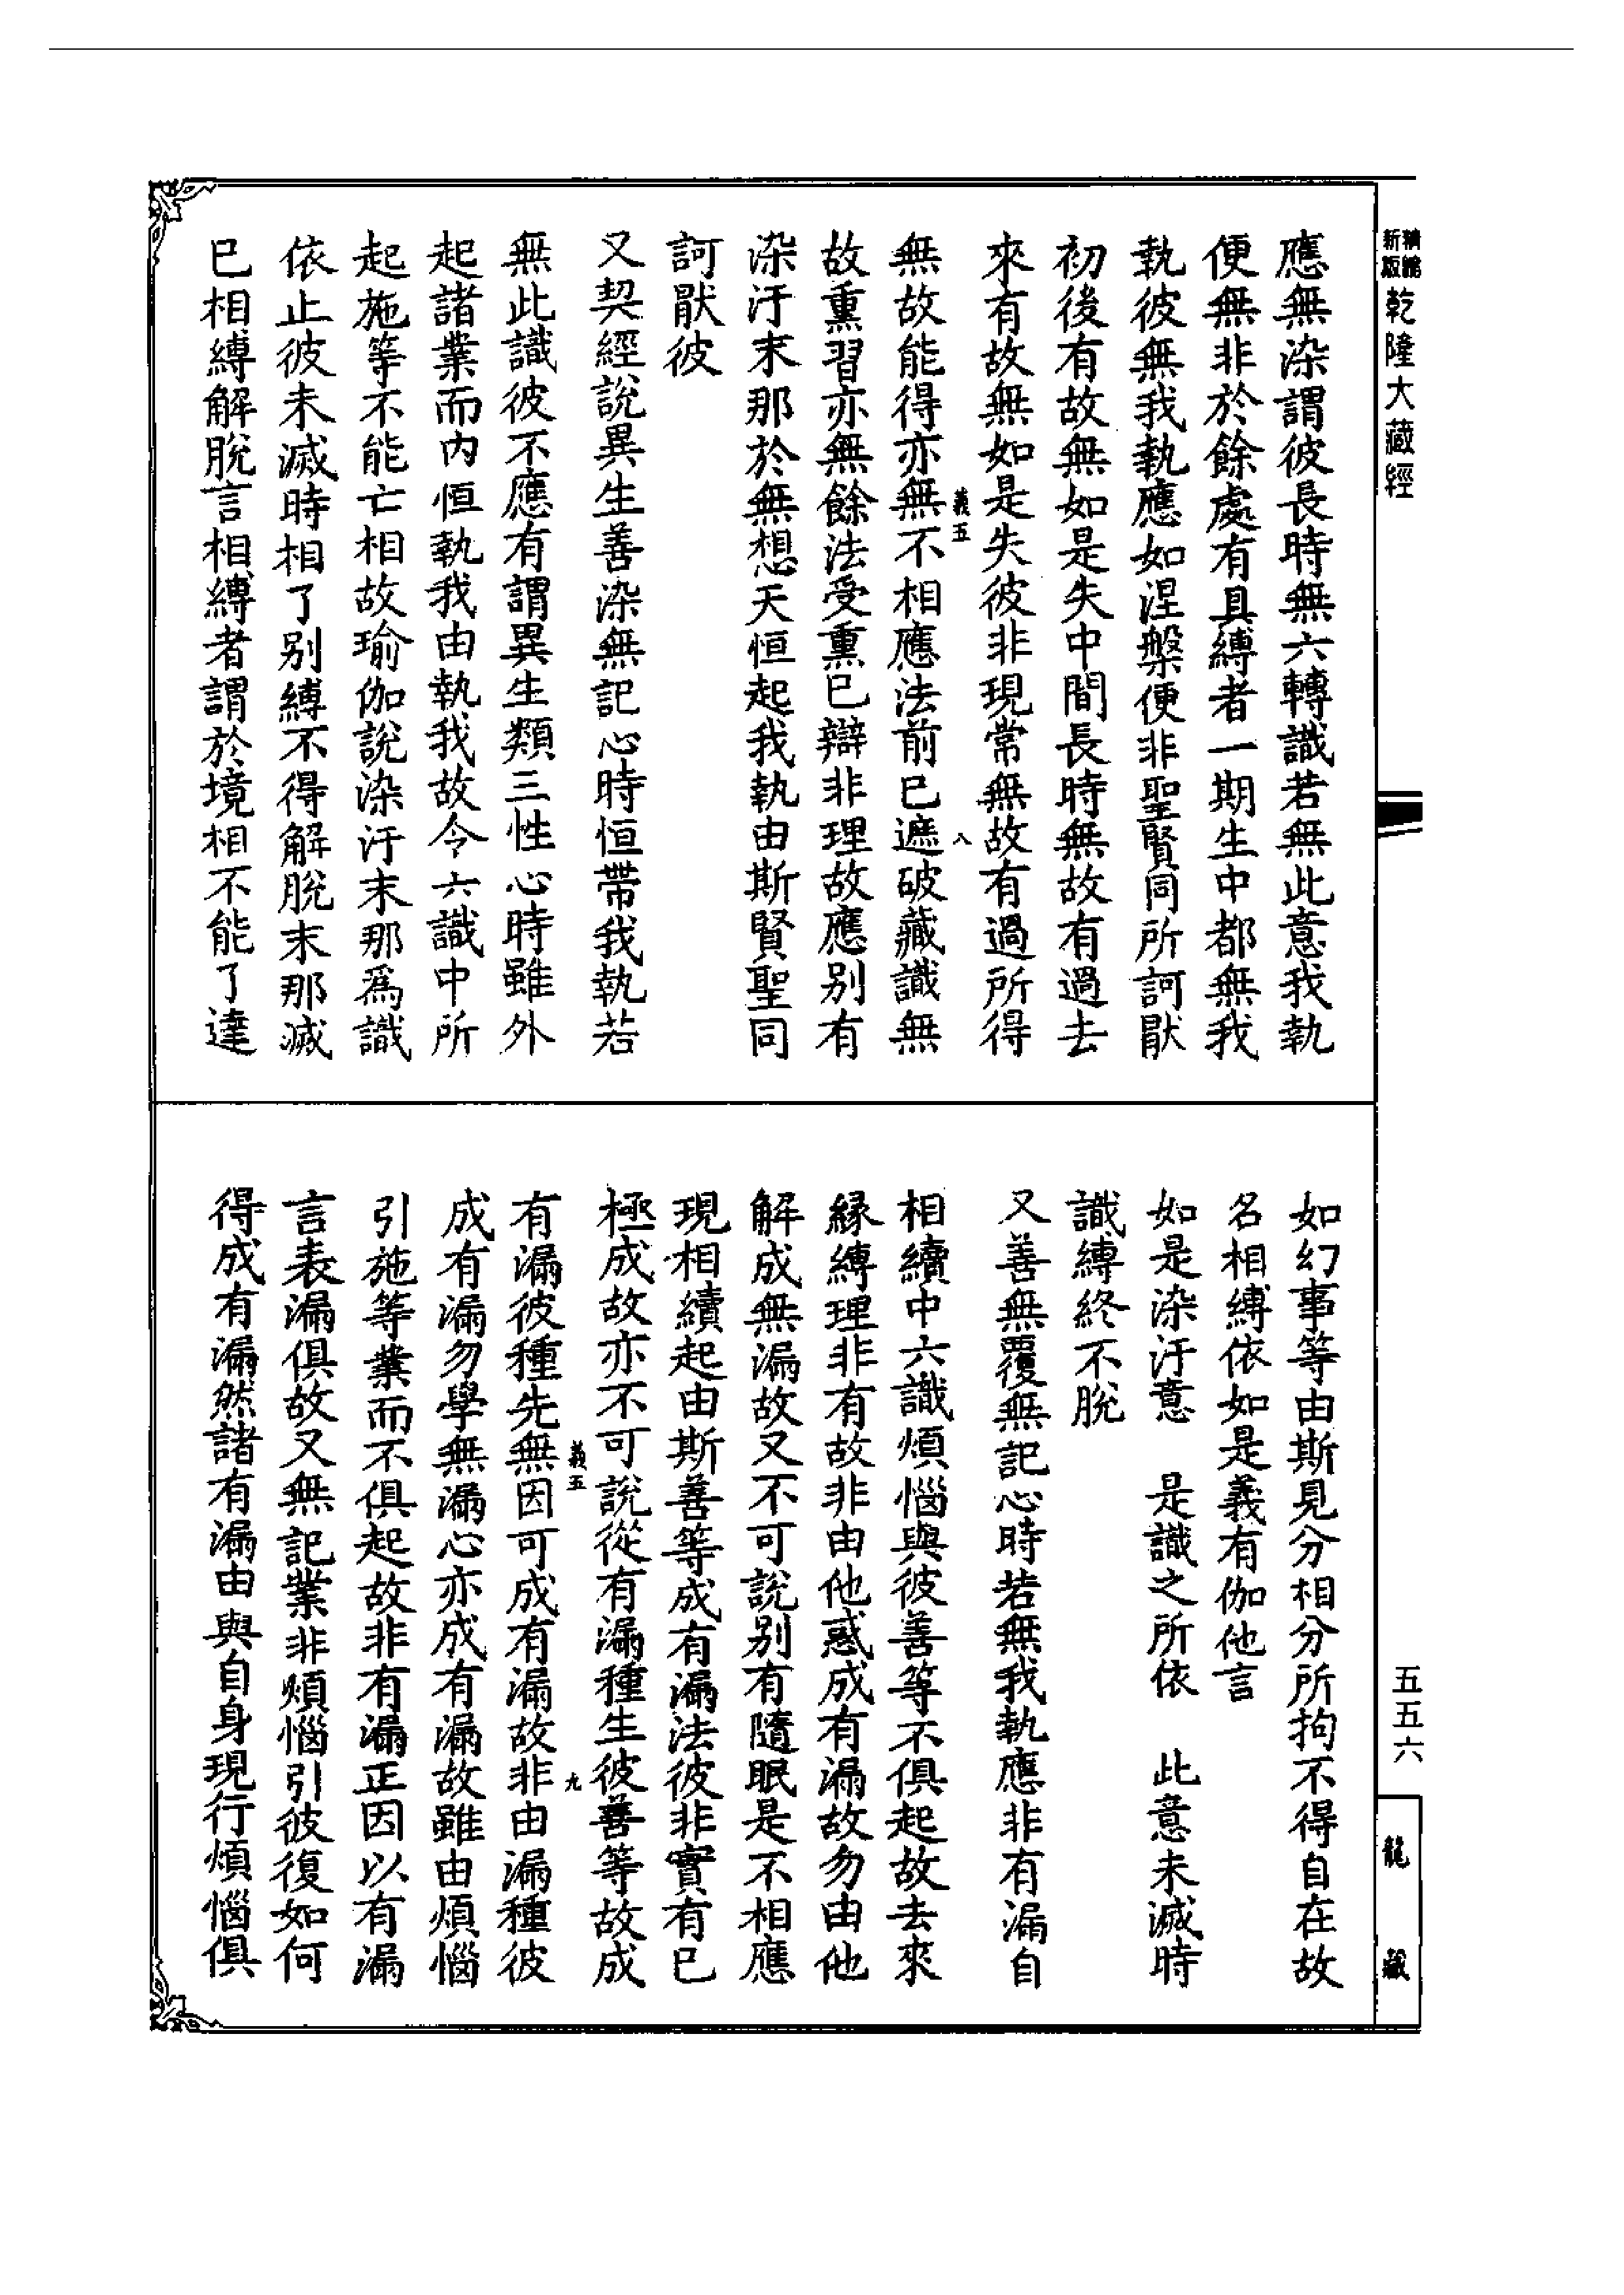 新編
新版
乾隆大藏經
應無染謂彼長時無六轉識若無此意我執
便無非於餘處有具縛者一期生中都無我
執彼無我執應如涅槃便非聖賢同所訶厭
初後有故無如是失中間長時無故有過去
來有故無如是失彼非現常無故有過所得
無故能得亦無不相應法前已遮破藏識無
義五
八
故熏習亦無餘法受熏已辯非理故應別有
染汙末那於無想天恒起我執由斯賢聖同
訶厭彼
又契經說異生善染無記心時恒帶我執若
無此識彼不應有謂異生類三性心時雖外
起諸業而內恒執我由執我故令六識中所
起施等不能亡相故瑜伽說染汙末那為識
依止彼未滅時相了別縛不得解脫末那滅
已相縛解脫言相縛者謂於境相不能了達
如幻事等由斯見分相分所拘不得自在故
名相縛依如是義有伽他言
如是染汙意 是識之所依 此意未滅時
識縛終不脫
又善無覆無記心時若無我執應非有漏自
相續中六識煩惱與彼善等不俱起故去來
緣縛理非有故非由他惑成有漏故勿由他
解成無漏故又不可說別有隨眠是不相應
現相續起由斯善等成有漏法彼非實有已
極成故亦不可說從有漏種生彼善等故成
有漏彼種先無因可成有漏故非由漏種彼
義五
九
成有漏勿學無漏心亦成有漏故雖由煩惱
引施等業而不俱起故非有漏正因以有漏
言表漏俱故又無記業非煩惱引彼復如何
得成有漏然諸有漏由與自身現行煩惱俱
五五六
龍藏